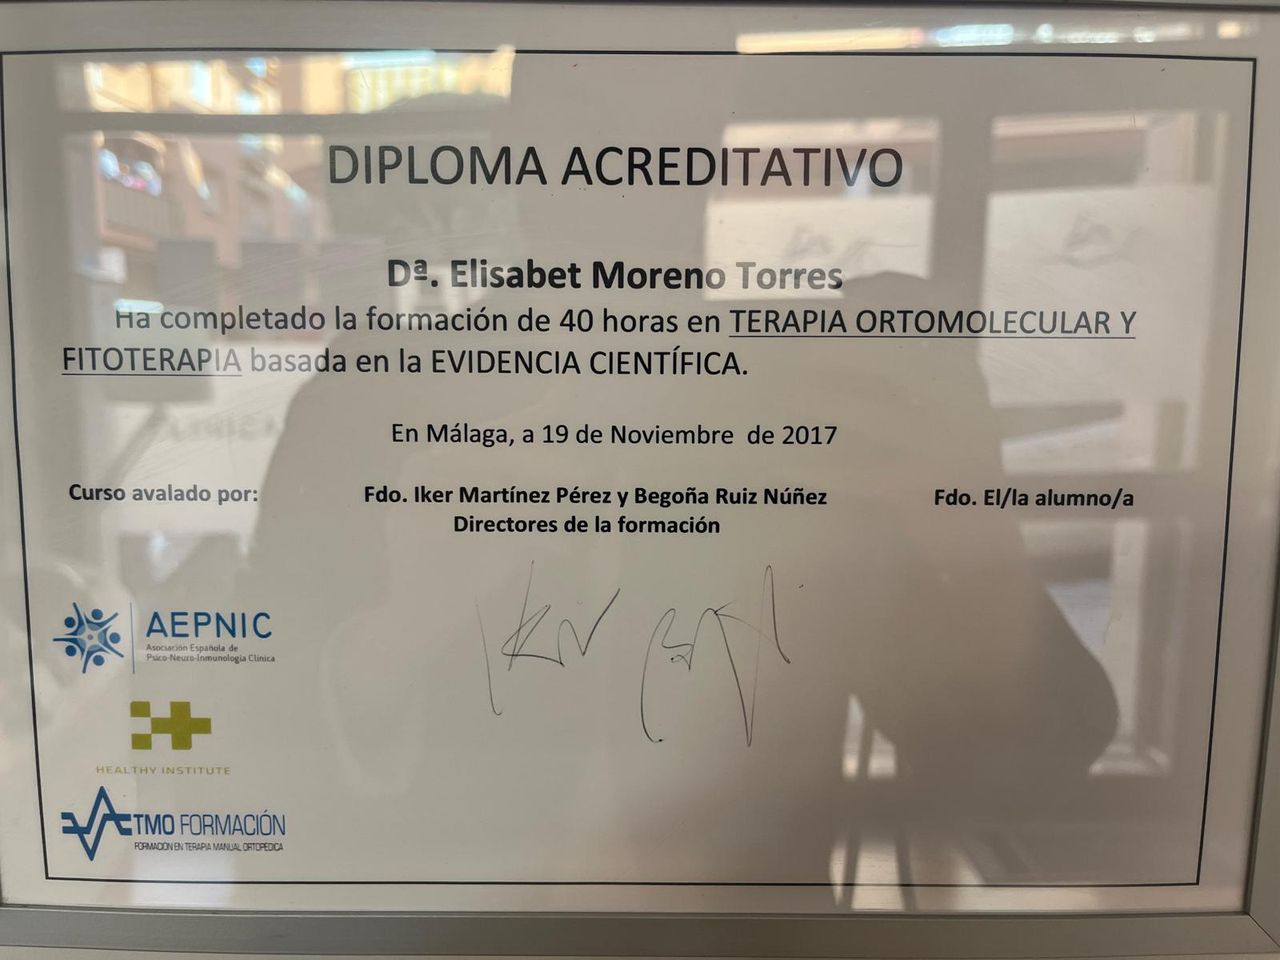 DIPLOMA ACREDITATIVO
Dª. Elisabet Moreno Torres
Ha completado la formación de 40 horas en TERAPIA ORTOMOLECULAR Y
FITOTERAPIA basada en la EVIDENCIA CIENTÍFICA.
En Málaga, a 19 de Noviembre de 2017
Curso avalado por:
Fdo. Iker Martínez Pérez y Begoña Ruiz Núñez
Directores de la formación
Fdo. El/la alumno/a
AEPNIC
Asociación Española de
Psico-Neuro-Inmunología Clínica
HEALTHY INSTITUTE
TMO FORMACIÓN
FORMACIÓN EN TERAPIA MANUAL ORTOPÉDICA